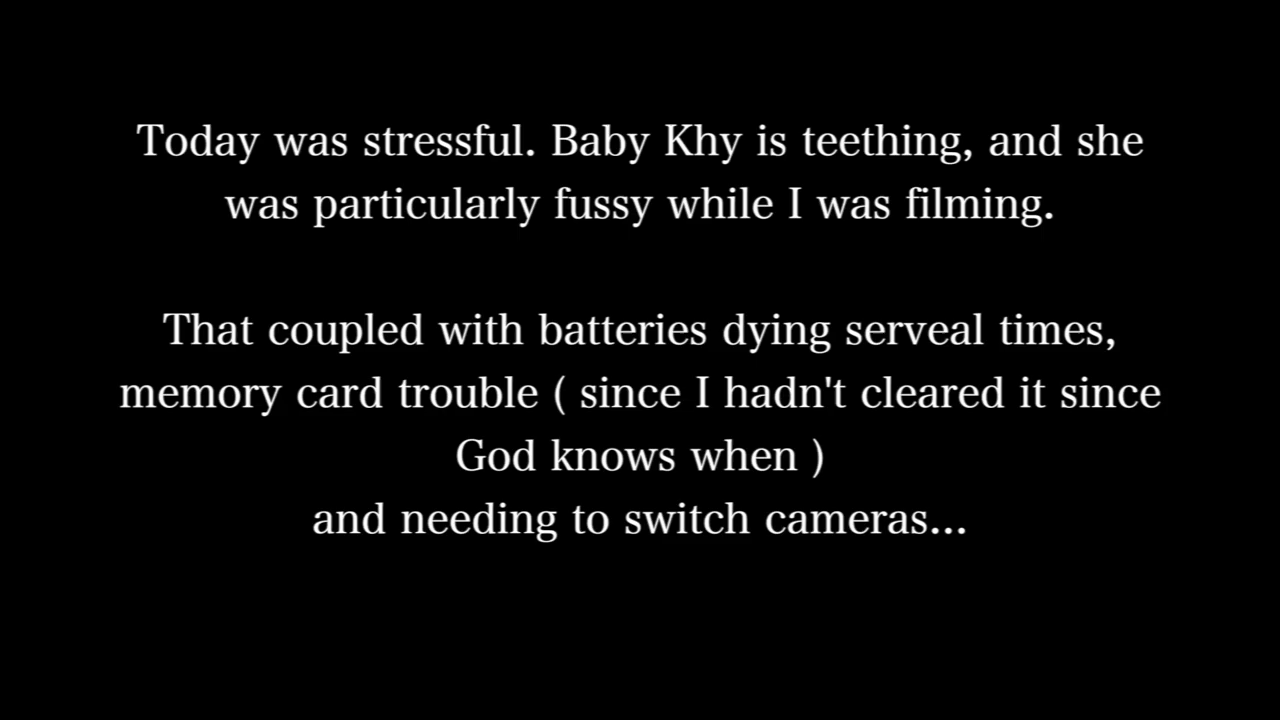 Today was stressful. Baby Khy is teething, and she
was particularly fussy while I was filming.
That coupled with batteries dying serveal times,
memory card trouble ( since I hadn't cleared it since
God knows when )
and needing to switch cameras...